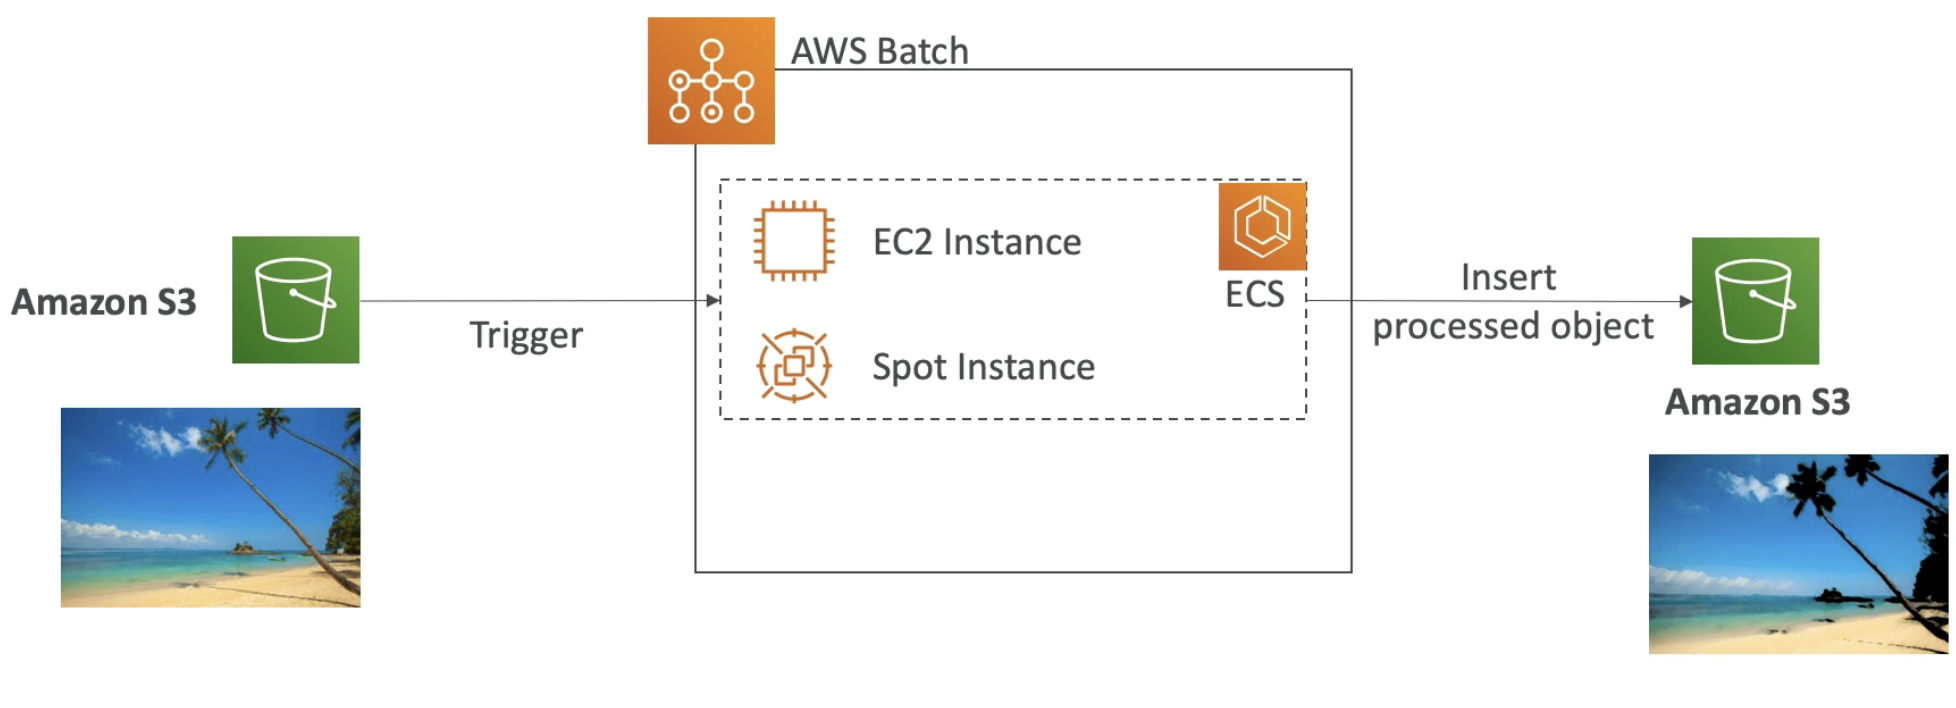 AWS Batch
EC2 Instance
ECS
Spot Instance
Amazon S3
Trigger
Insert
processed object
Amazon S3